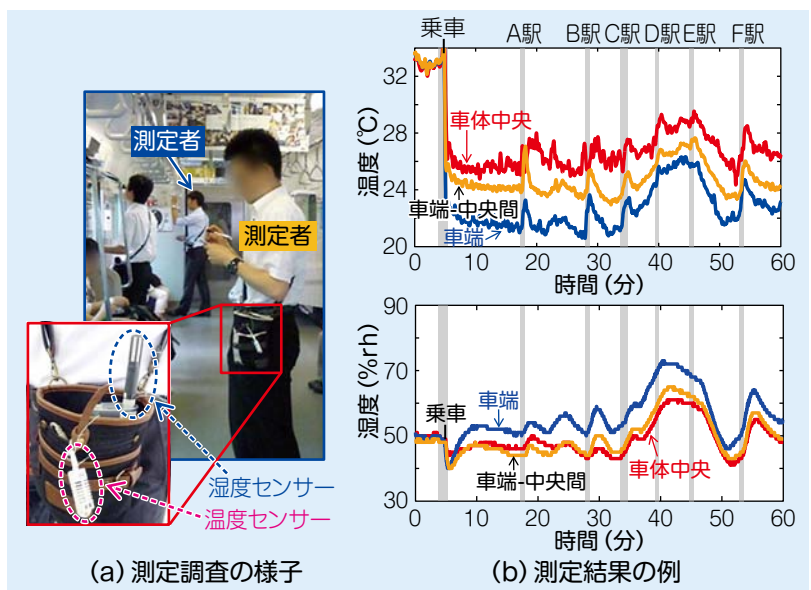 測定者
測定者
湿度センサー
温度センサー
(a) 測定調査の様子
乗車
A駅
B駅
C駅
D駅
E駅
F駅
温度 (℃)
32
28
24
20
車体中央
車端-中央間
車端
0
10
20
30
40
50
60
時間 (分)
湿度 (%rh)
90
70
50
30
乗車
車端
車端-中央間
車体中央
0
10
20
30
40
50
60
時間 (分)
(b) 測定結果の例